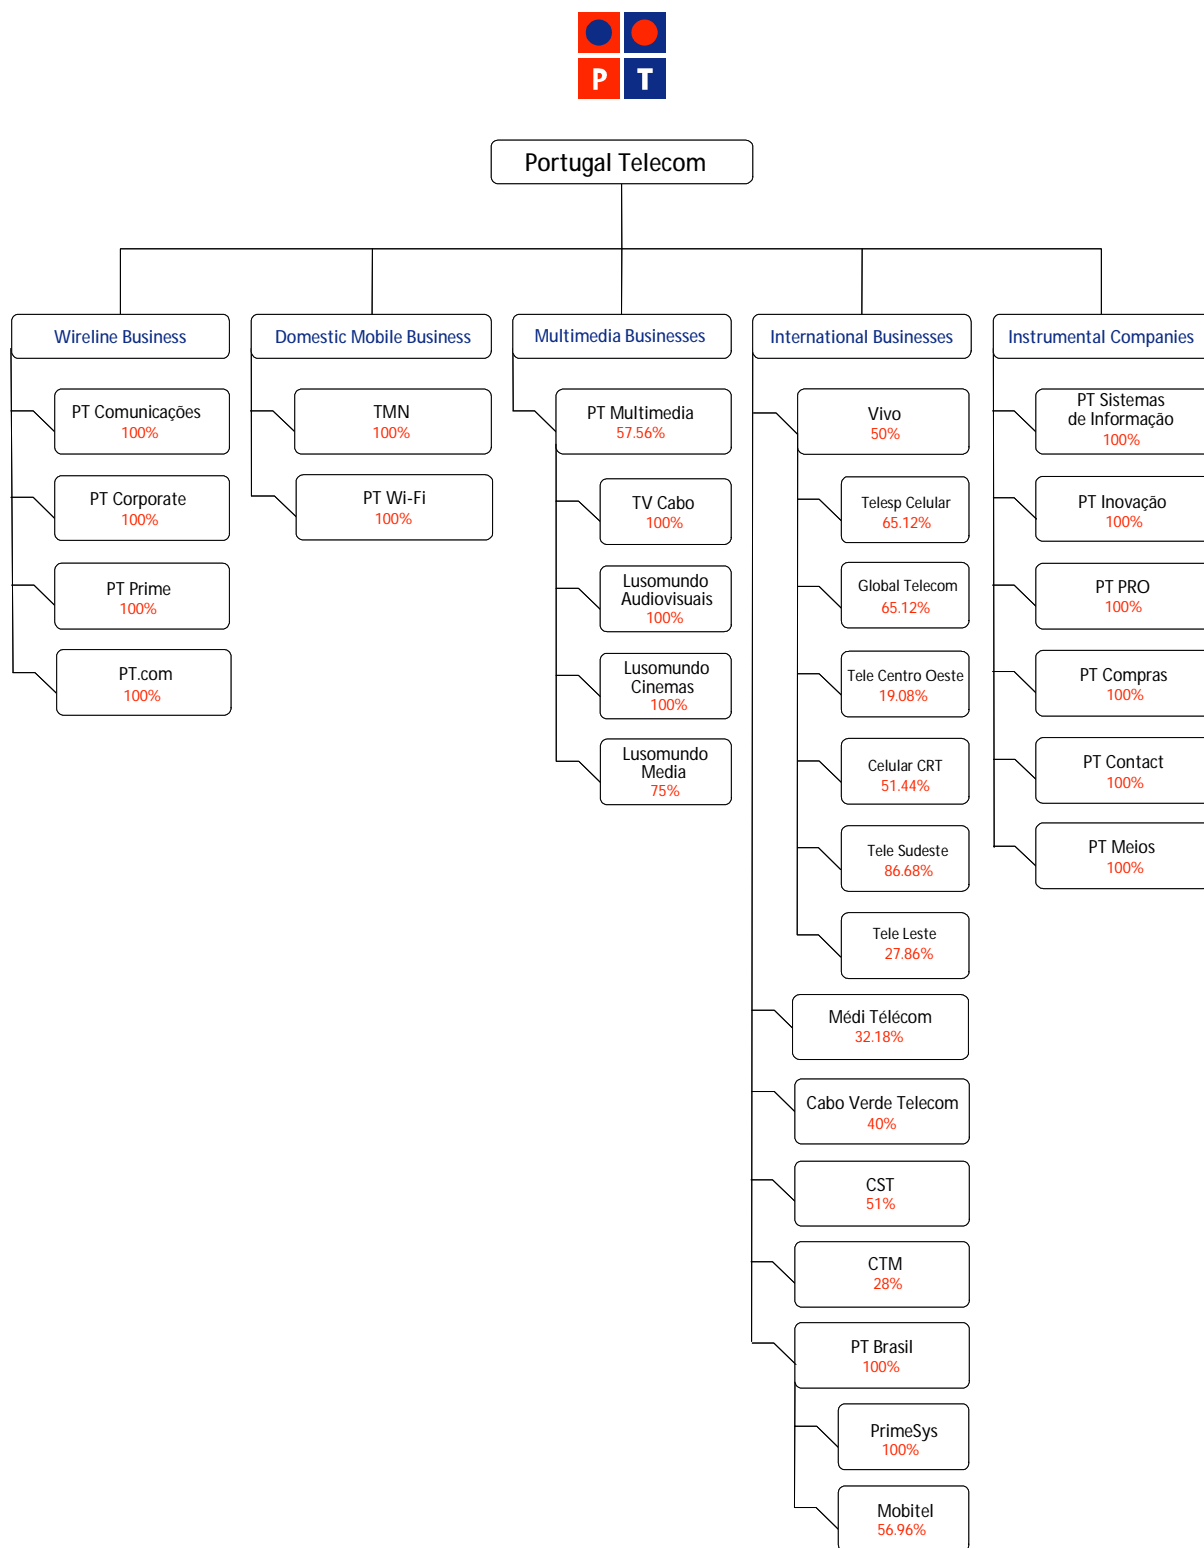 P T
Portugal Telecom
Wireline Business
PT Comunicações
100%
PT Corporate
100%
PT Prime
100%
PT.com
100%
Domestic Mobile Business
TMN
100%
PT Wi-Fi
100%
Multimedia Businesses
PT Multimedia
57.56%
TV Cabo
100%
Lusomundo
Audiovisuais
100%
Lusomundo
Cinemas
100%
Lusomundo
Media
75%
International Businesses
Vivo
50%
Telesp Celular
65.12%
Global Telecom
65.12%
Tele Centro Oeste
19.08%
Celular CRT
51.44%
Tele Sudeste
86.68%
Tele Leste
27.86%
Médi Télécom
32.18%
Cabo Verde Telecom
40%
CST
51%
CTM
28%
PT Brasil
100%
PrimeSys
100%
Mobitel
56.96%
Instrumental Companies
PT Sistemas
de Informação
100%
PT Inovação
100%
PT PRO
100%
PT Compras
100%
PT Contact
100%
PT Meios
100%